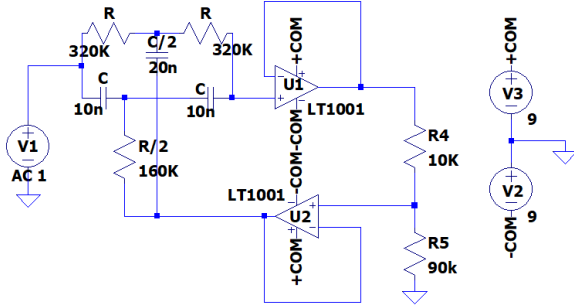 R
C/2
R
+COM
+COM
320K
20n
320K
C
C
U1
V3
10n
10n
LT1001
9
V1
R/2
-COM-COM
R4
AC 1
160K
10K
LT1001
V2
U2
9
+COM
R5
-COM
90k